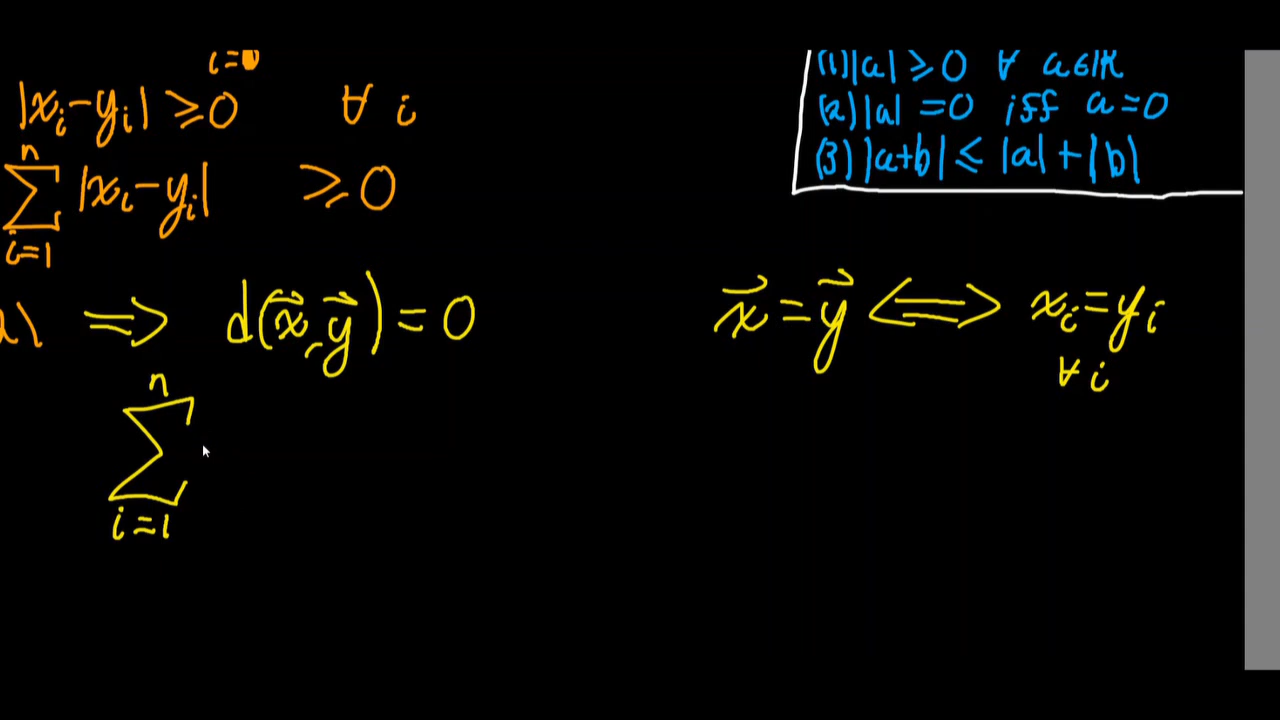 i=0
|xᵢ-yᵢ| ≥0 ∀ i
n
∑ |xᵢ-yᵢ| ≥0
i=1
⟹ d(x⃗,y⃗)=0
n
∑
i=1
(1)|a| ≥0 ∀ a∈ℝ
(2)|a| =0 iff a=0
(3)|a+b| ≤ |a|+|b|
x⃗=y⃗ ⟺ xᵢ=yᵢ
∀ i